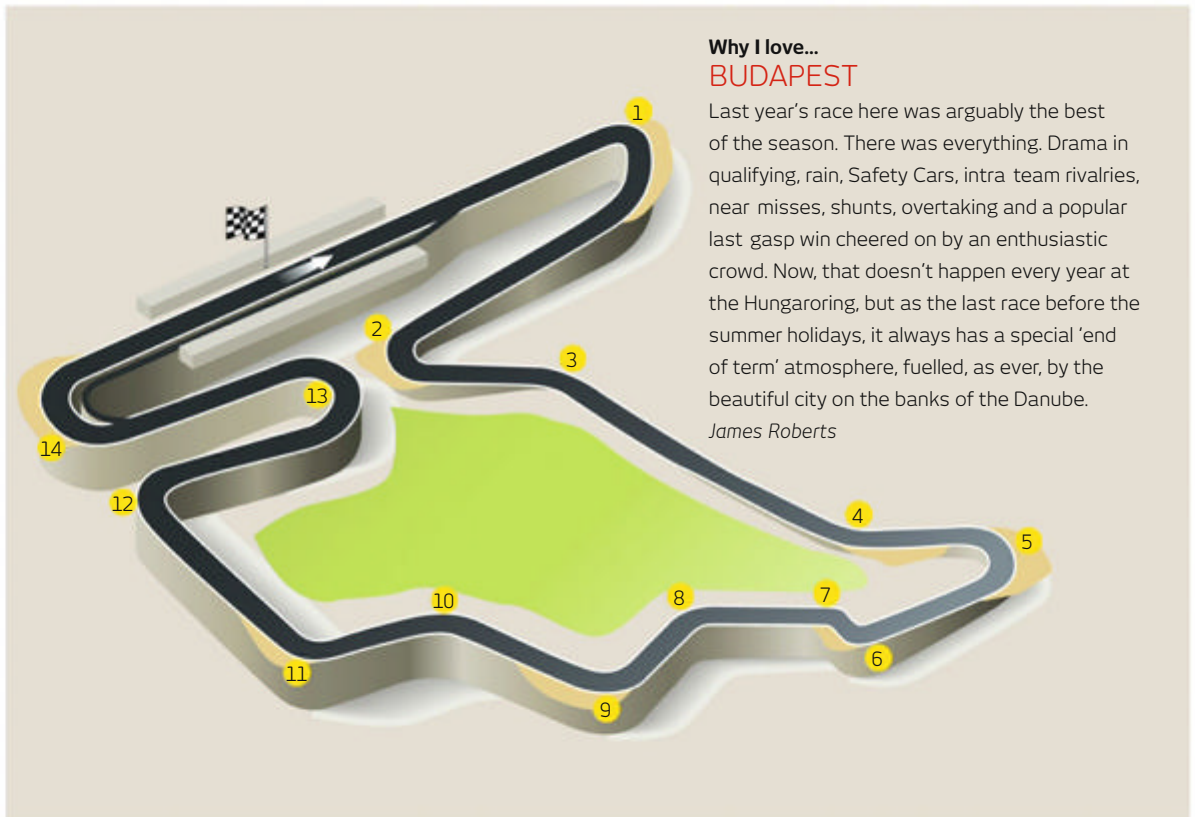 Why I love...
BUDAPEST
Last year's race here was arguably the best
of the season. There was everything. Drama in
qualifying, rain, Safety Cars, intra team rivalries,
near misses, shunts, overtaking and a popular
last gasp win cheered on by an enthusiastic
crowd. Now, that doesn't happen every year at
the Hungaroring, but as the last race before the
summer holidays, it always has a special 'end
of term' atmosphere, fuelled, as ever, by the
beautiful city on the banks of the Danube.
James Roberts
1
2
3
4
5
6
7
8
9
10
11
12
13
14